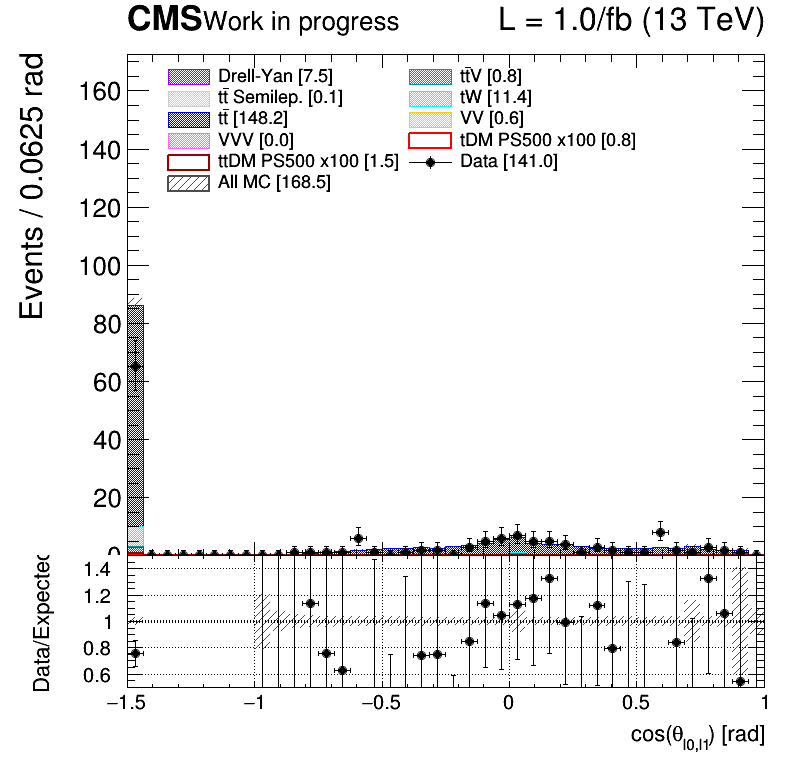 CMS Work in progress L = 1.0/fb (13 TeV)
Events / 0.0625 rad
160
140
120
100
80
60
40
20
0
Drell-Yan [7.5]
tt̄V [0.8]
tt̄ Semilep. [0.1]
tW [11.4]
tt̄ [148.2]
VV [0.6]
VVV [0.0]
tDM PS500 x100 [0.8]
ttDM PS500 x100 [1.5]
Data [141.0]
All MC [168.5]
Data/Expected
1.4
1.2
1
0.8
0.6
−1.5 −1 −0.5 0 0.5 1
cos(θl0,l1) [rad]